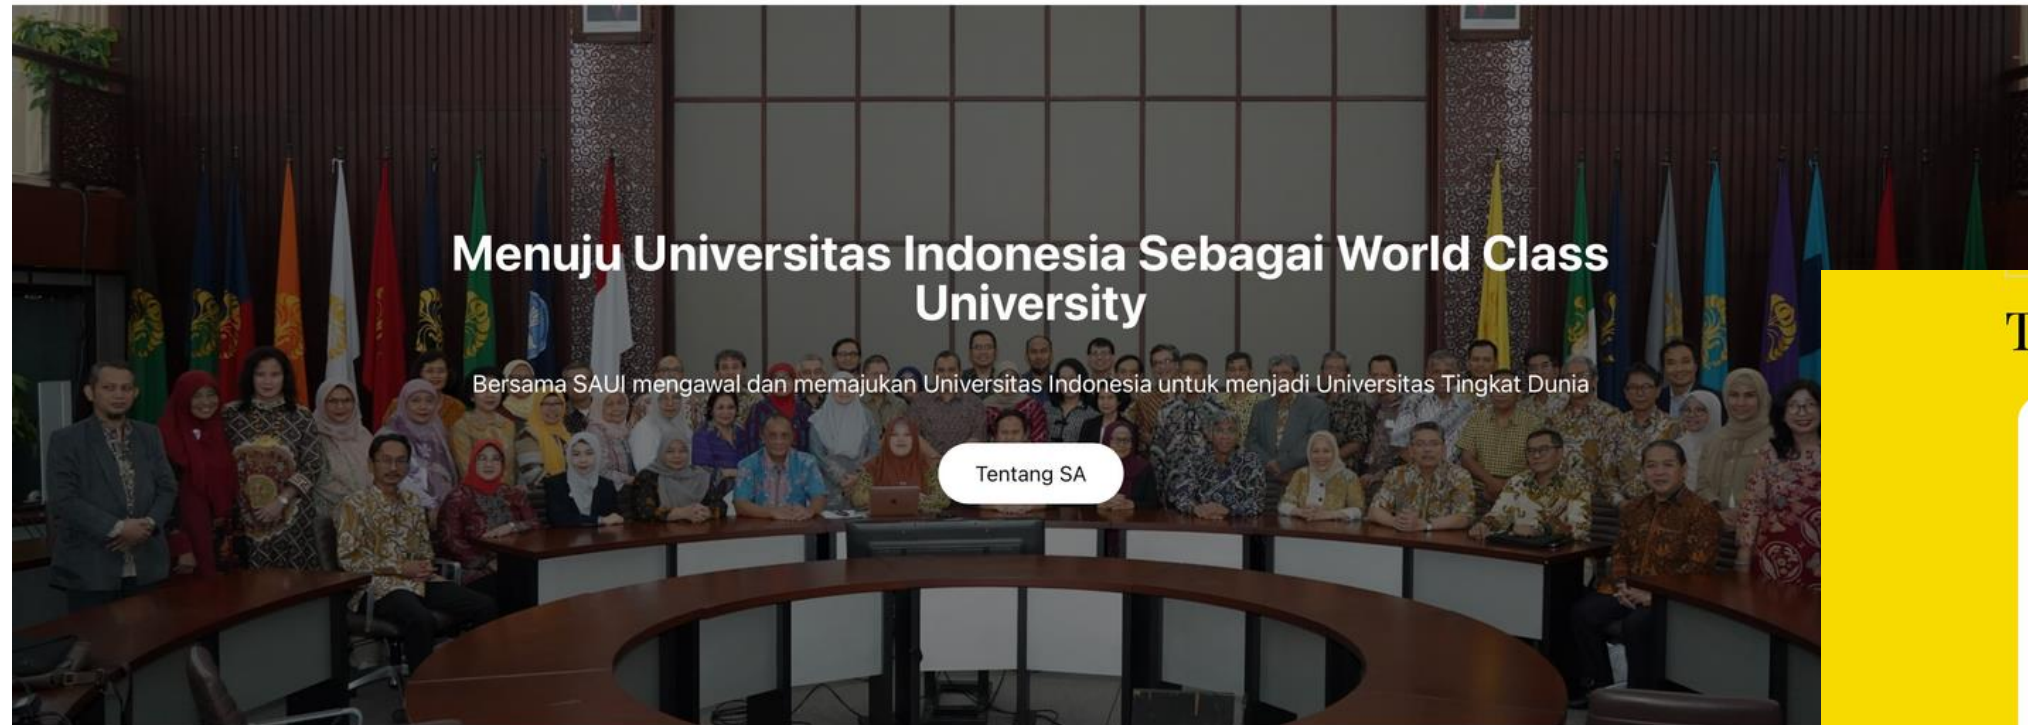 Menuju Universitas Indonesia Sebagai World Class
University
Bersama SAUI mengawal dan memajukan Universitas Indonesia untuk menjadi Universitas Tingkat Dunia
Tentang SA
T